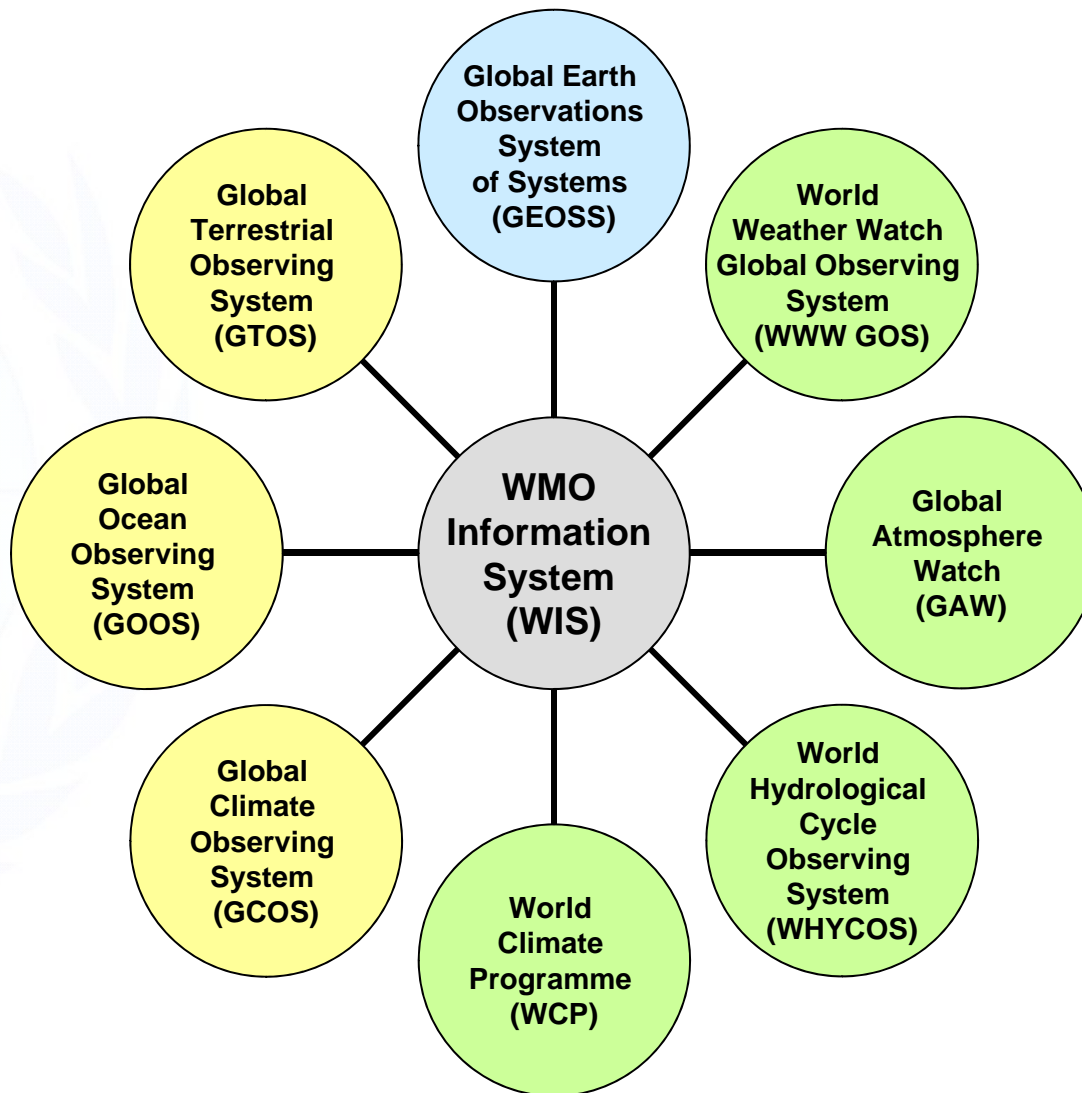 Global Earth
Observations
System
of Systems
(GEOSS)
World
Weather Watch
Global Observing
System
(WWW GOS)
Global
Atmosphere
Watch
(GAW)
World
Hydrological
Cycle
Observing
System
(WHYCOS)
World
Climate
Programme
(WCP)
Global
Climate
Observing
System
(GCOS)
Global
Ocean
Observing
System
(GOOS)
Global
Terrestrial
Observing
System
(GTOS)
WMO
Information
System
(WIS)